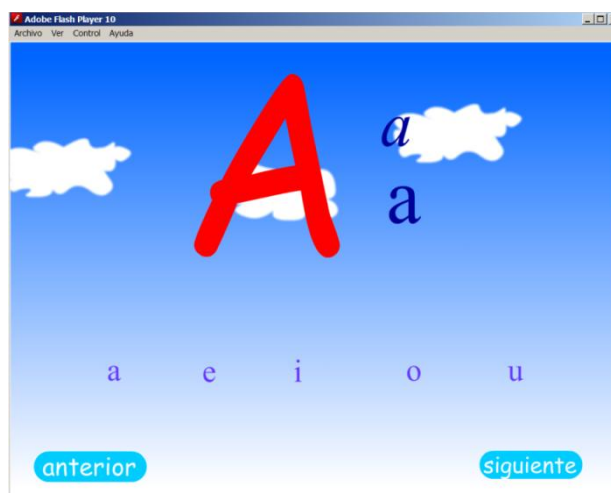 Adobe Flash Player 10
Archivo Ver Control Ayuda
A
a
a
a e i o u
anterior siguiente